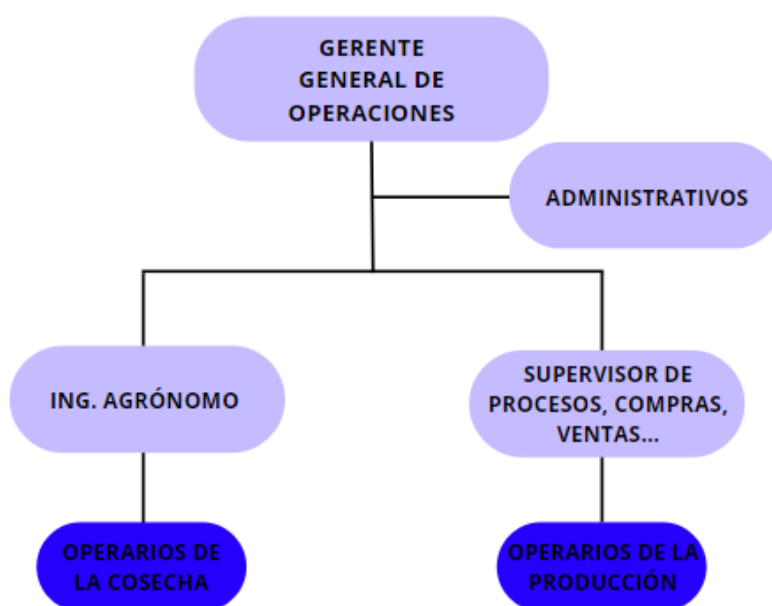 GERENTE
GENERAL DE
OPERACIONES
ADMINISTRATIVOS
ING. AGRÓNOMO
SUPERVISOR DE
PROCESOS, COMPRAS,
VENTAS...
OPERARIOS DE
LA COSECHA
OPERARIOS DE LA
PRODUCCIÓN